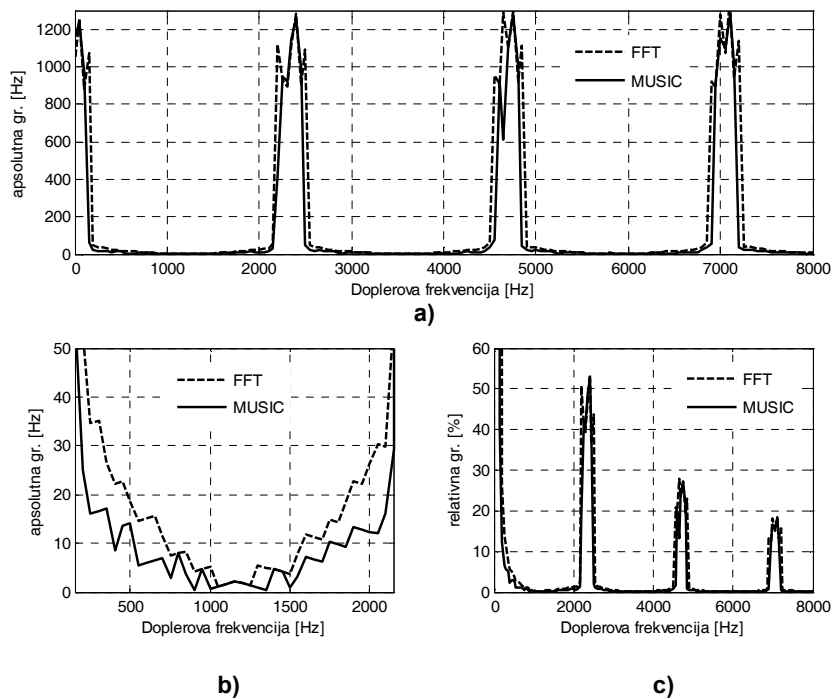 1200
1000
800
600
400
200
0
apsolutna gr. [Hz]
FFT
MUSIC
0 1000 2000 3000 4000 5000 6000 7000 8000
Doplerova frekvencija [Hz]
a)
50
40
30
20
10
0
apsolutna gr. [Hz]
FFT
MUSIC
500 1000 1500 2000
Doplerova frekvencija [Hz]
b)
60
50
40
30
20
10
0
relativna gr. [%]
FFT
MUSIC
0 2000 4000 6000 8000
Doplerova frekvencija [Hz]
c)